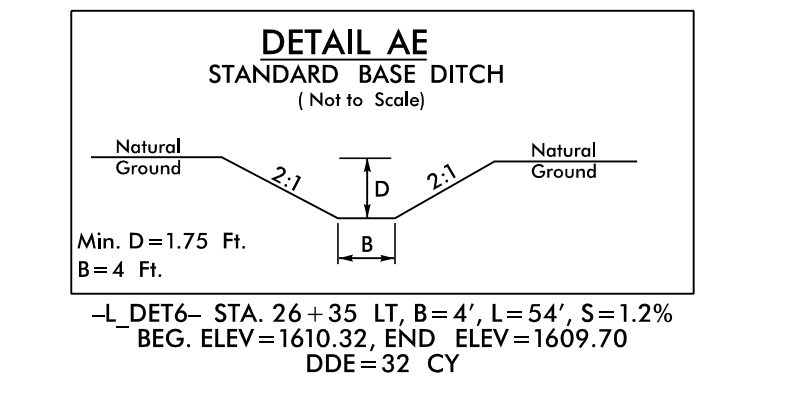 DETAIL AE
STANDARD BASE DITCH
( Not to Scale)
Natural
Ground
2:1
D
2:1
Natural
Ground
B
Min. D=1.75 Ft.
B=4 Ft.
–L_DET6– STA. 26+35 LT, B=4', L=54', S=1.2%
BEG. ELEV=1610.32, END ELEV=1609.70
DDE=32 CY